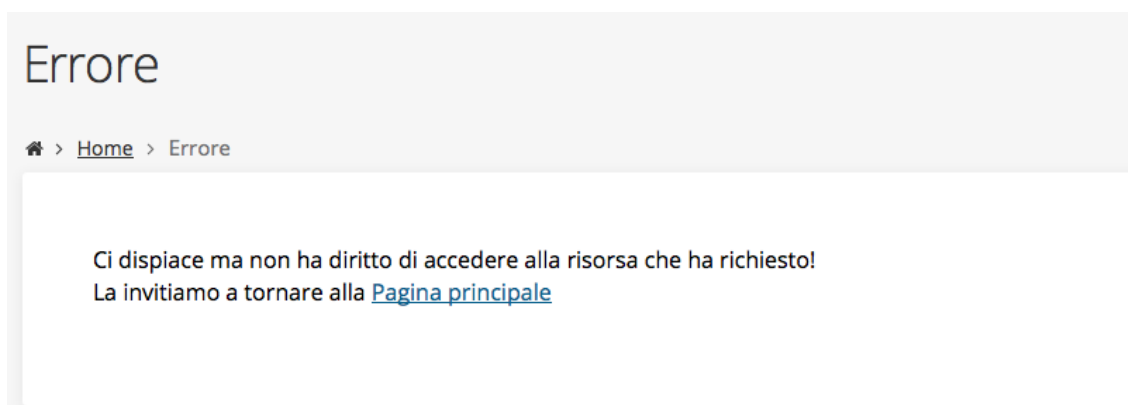 Errore
> Home > Errore
Ci dispiace ma non ha diritto di accedere alla risorsa che ha richiesto!
La invitiamo a tornare alla Pagina principale